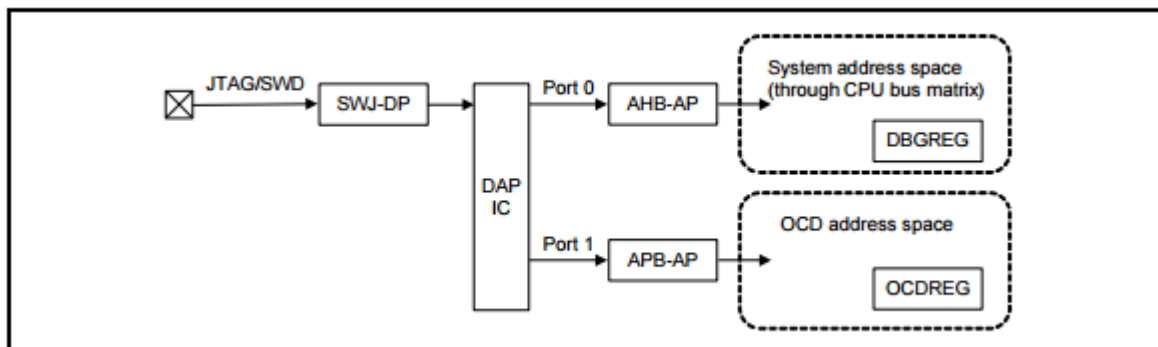 JTAG/SWD
SWJ-DP
DAP
IC
Port 0
AHB-AP
System address space
(through CPU bus matrix)
DBGREG
Port 1
APB-AP
OCD address space
OCDREG